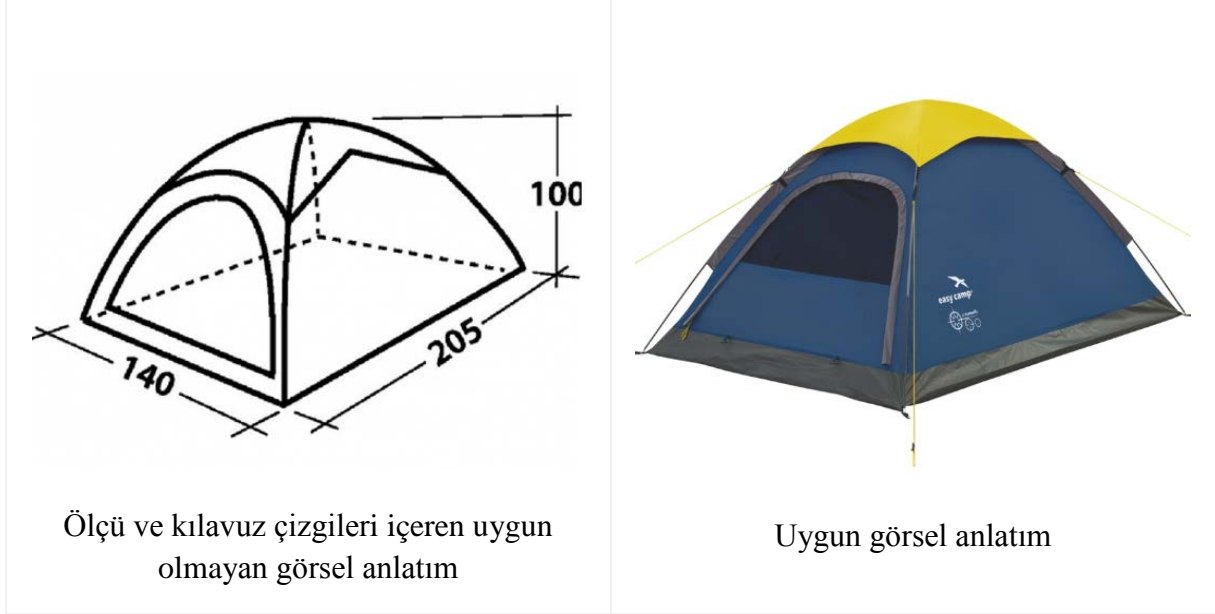 100
140
205
easy camp
Ölçü ve kılavuz çizgileri içeren uygun
olmayan görsel anlatım
Uygun görsel anlatım